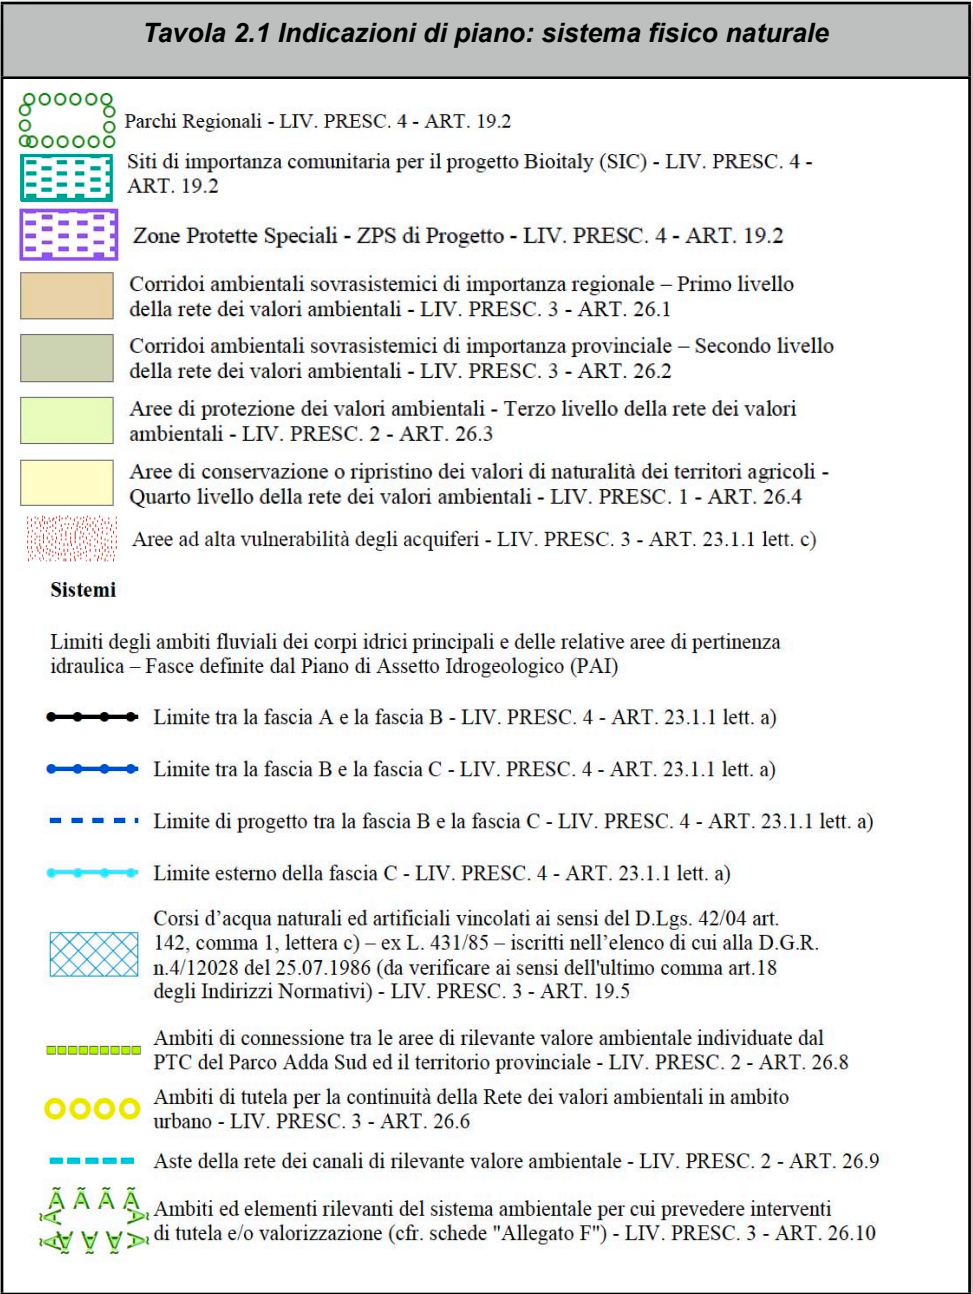 Tavola 2.1 Indicazioni di piano: sistema fisico naturale
Parchi Regionali - LIV. PRESC. 4 - ART. 19.2
Siti di importanza comunitaria per il progetto Bioitaly (SIC) - LIV. PRESC. 4 -
ART. 19.2
Zone Protette Speciali - ZPS di Progetto - LIV. PRESC. 4 - ART. 19.2
Corridoi ambientali sovrasistemici di importanza regionale – Primo livello
della rete dei valori ambientali - LIV. PRESC. 3 - ART. 26.1
Corridoi ambientali sovrasistemici di importanza provinciale – Secondo livello
della rete dei valori ambientali - LIV. PRESC. 3 - ART. 26.2
Aree di protezione dei valori ambientali - Terzo livello della rete dei valori
ambientali - LIV. PRESC. 2 - ART. 26.3
Aree di conservazione o ripristino dei valori di naturalità dei territori agricoli -
Quarto livello della rete dei valori ambientali - LIV. PRESC. 1 - ART. 26.4
Aree ad alta vulnerabilità degli acquiferi - LIV. PRESC. 3 - ART. 23.1.1 lett. c)
Sistemi
Limiti degli ambiti fluviali dei corpi idrici principali e delle relative aree di pertinenza
idraulica – Fasce definite dal Piano di Assetto Idrogeologico (PAI)
Limite tra la fascia A e la fascia B - LIV. PRESC. 4 - ART. 23.1.1 lett. a)
Limite tra la fascia B e la fascia C - LIV. PRESC. 4 - ART. 23.1.1 lett. a)
Limite di progetto tra la fascia B e la fascia C - LIV. PRESC. 4 - ART. 23.1.1 lett. a)
Limite esterno della fascia C - LIV. PRESC. 4 - ART. 23.1.1 lett. a)
Corsi d’acqua naturali ed artificiali vincolati ai sensi del D.Lgs. 42/04 art.
142, comma 1, lettera c) – ex L. 431/85 – iscritti nell’elenco di cui alla D.G.R.
n.4/12028 del 25.07.1986 (da verificare ai sensi dell'ultimo comma art.18
degli Indirizzi Normativi) - LIV. PRESC. 3 - ART. 19.5
Ambiti di connessione tra le aree di rilevante valore ambientale individuate dal
PTC del Parco Adda Sud ed il territorio provinciale - LIV. PRESC. 2 - ART. 26.8
Ambiti di tutela per la continuità della Rete dei valori ambientali in ambito
urbano - LIV. PRESC. 3 - ART. 26.6
Aste della rete dei canali di rilevante valore ambientale - LIV. PRESC. 2 - ART. 26.9
Ambiti ed elementi rilevanti del sistema ambientale per cui prevedere interventi
di tutela e/o valorizzazione (cfr. schede "Allegato F") - LIV. PRESC. 3 - ART. 26.10